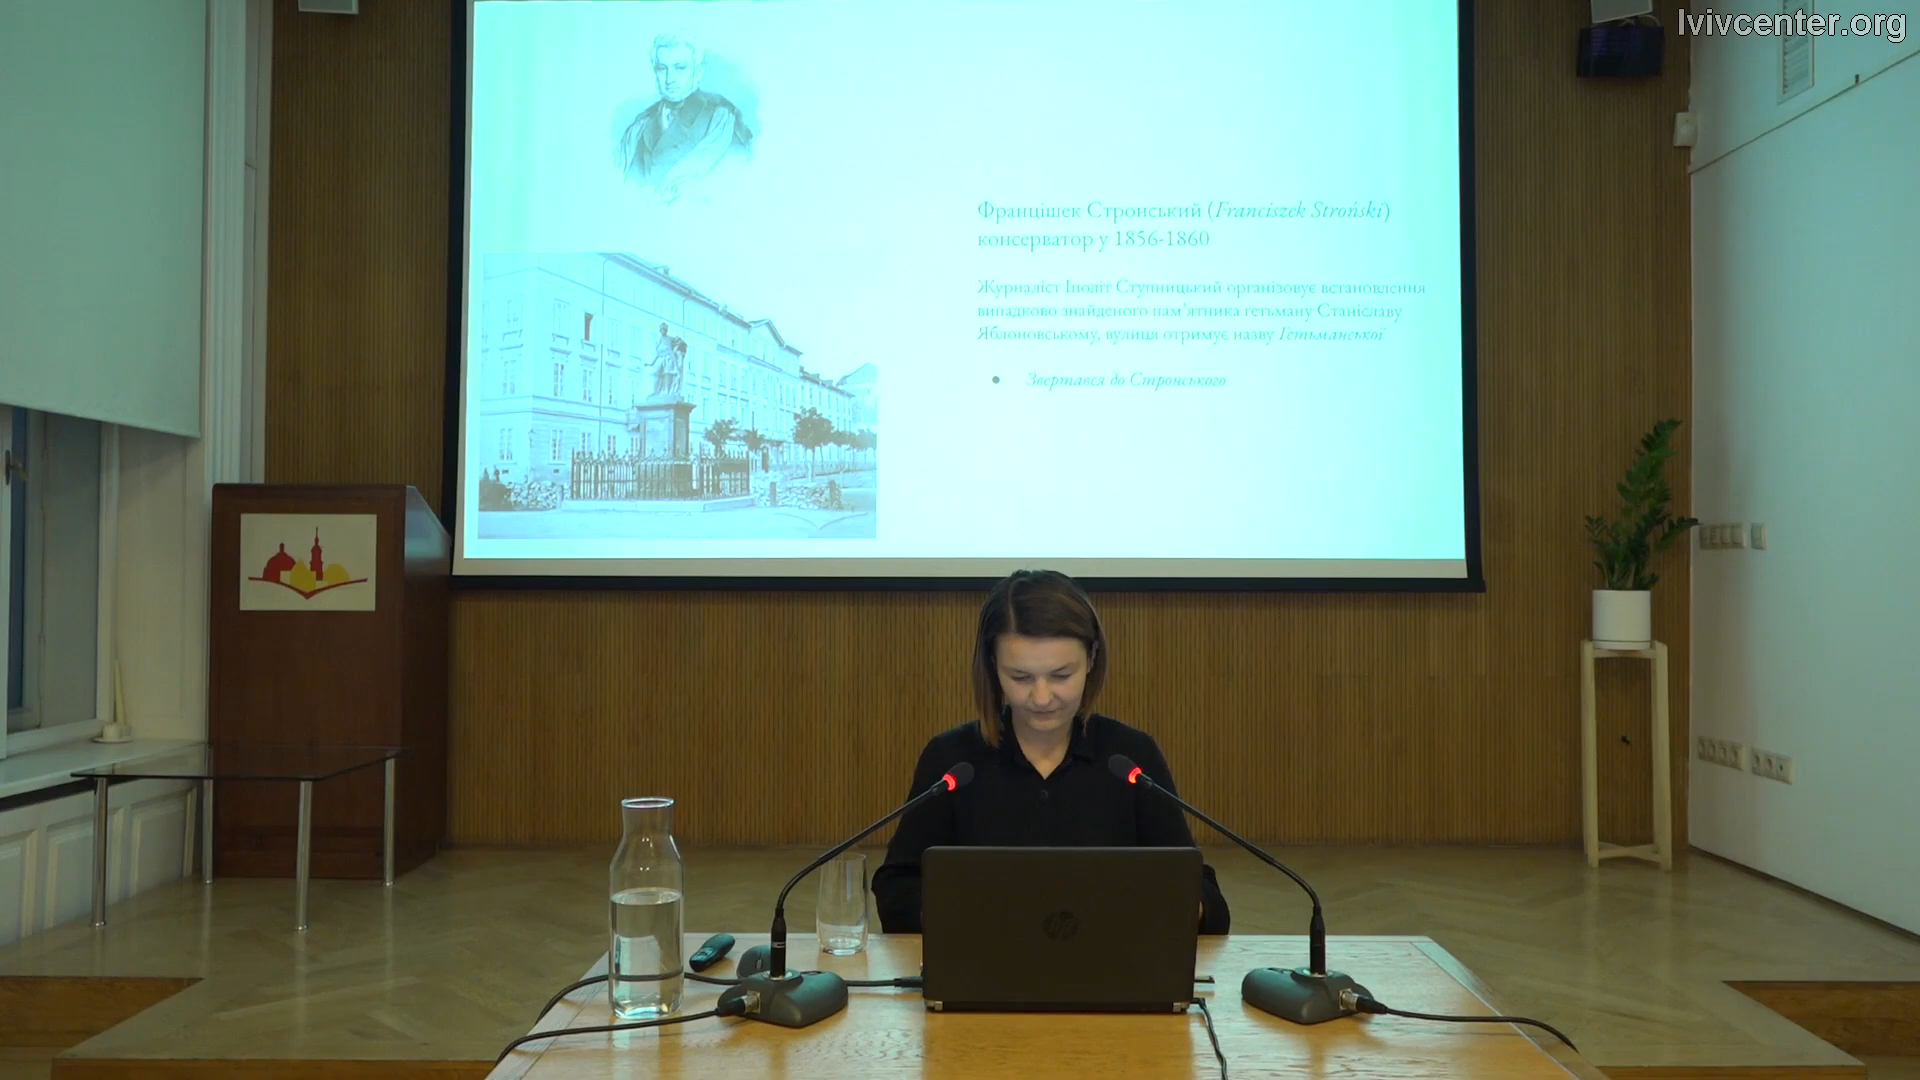 lvivcenter.org
Францішек Стронський (Franciszek Stroński)
консерватор у 1856-1860
Журналіст Іполіт Ступницький організовує встановлення
випадково знайденого пам'ятника гетьману Станіславу
Яблоновському, вулиця отримує назву Гетьманської
• Звертався до Стронського
hp